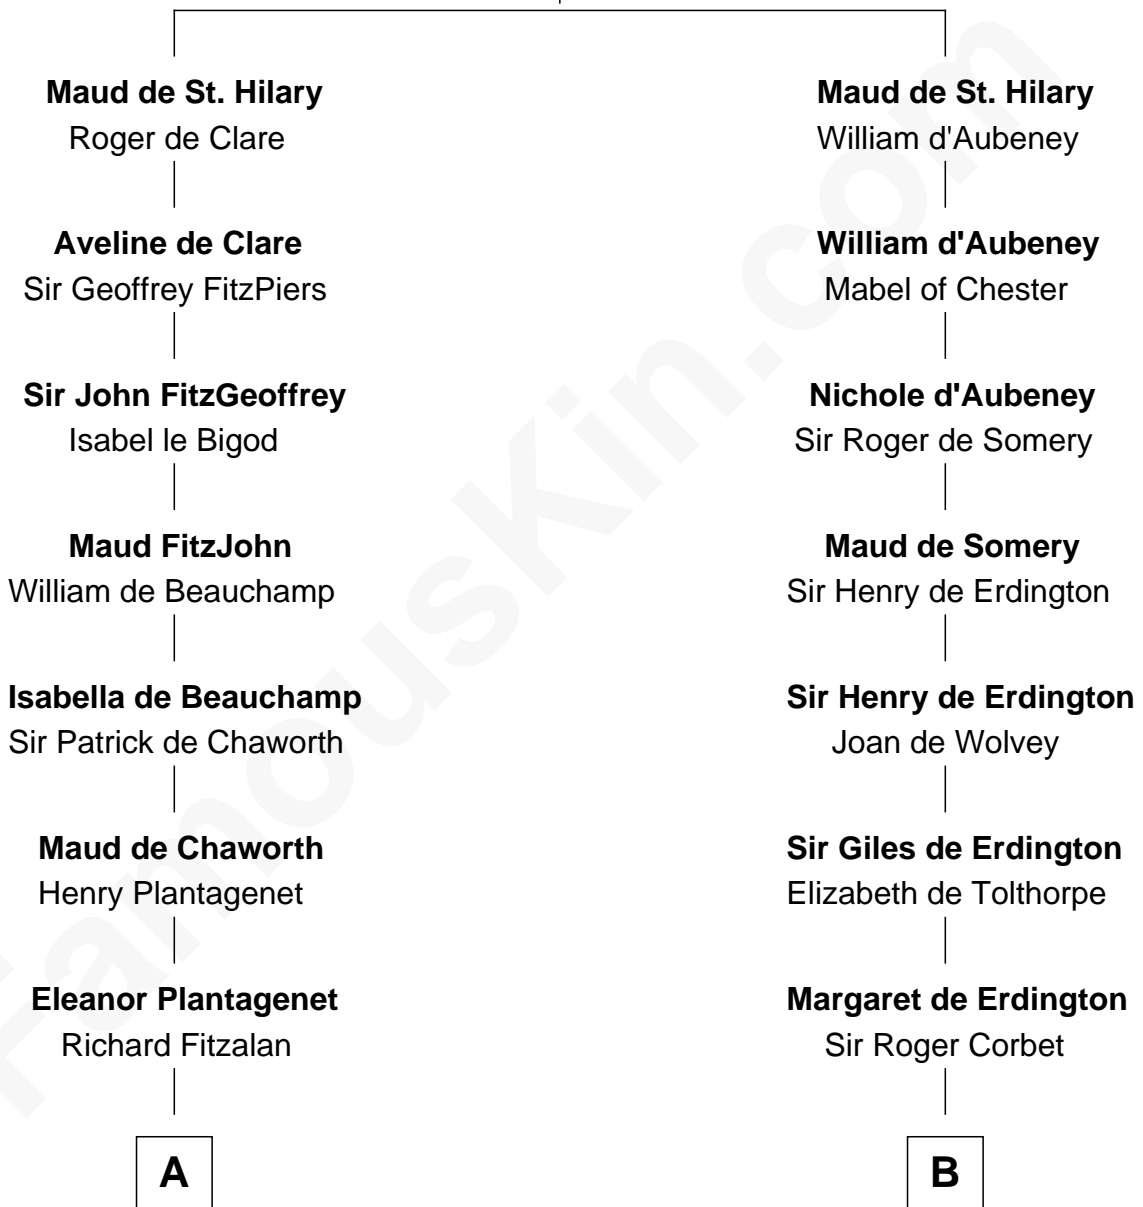 Maud de St. Hilary
Roger de Clare
Aveline de Clare
Sir Geoffrey FitzPiers
Sir John FitzGeoffrey
Isabel le Bigod
Maud FitzJohn
William de Beauchamp
Isabella de Beauchamp
Sir Patrick de Chaworth
Maud de Chaworth
Henry Plantagenet
Eleanor Plantagenet
Richard Fitzalan
A
Maud de St. Hilary
William d'Aubeney
William d'Aubeney
Mabel of Chester
Nichole d'Aubeney
Sir Roger de Somery
Maud de Somery
Sir Henry de Erdington
Sir Henry de Erdington
Joan de Wolvey
Sir Giles de Erdington
Elizabeth de Tolthorpe
Margaret de Erdington
Sir Roger Corbet
B
FamousKin.com